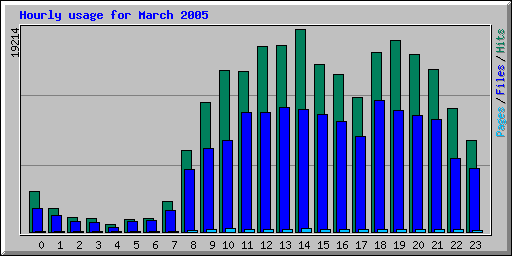 Hourly usage for March 2005
19214
Pages / Files / Hits
0 1 2 3 4 5 6 7 8 9 10 11 12 13 14 15 16 17 18 19 20 21 22 23